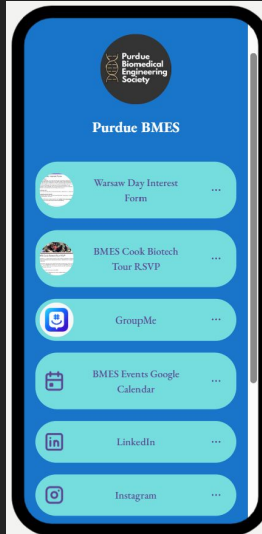 Purdue
Biomedical
Engineering
Society
Purdue BMES
Warsaw Day Interest
Form
BMES Cook Biotech
Tour RSVP
GroupMe
BMES Events Google
Calendar
LinkedIn
Instagram